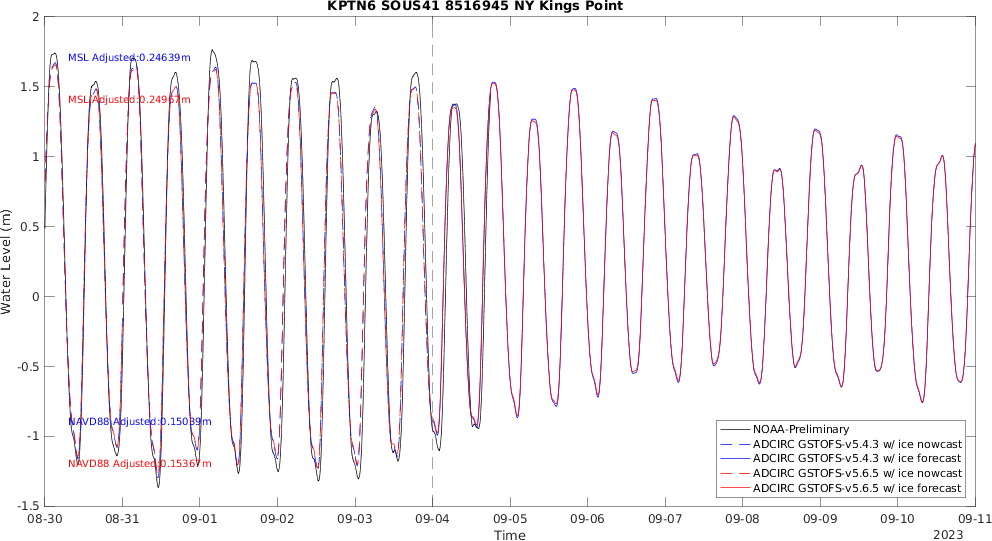 KPTN6 SOUS41 8516945 NY Kings Point
2
1.5
1
0.5
0
-0.5
-1
-1.5
Water Level (m)
MSL Adjusted:0.24639m
MSL Adjusted:0.24967m
NAVD88 Adjusted:0.15039m
NAVD88 Adjusted:0.15367m
NOAA-Preliminary
ADCIRC GSTOFS-v5.4.3 w/ ice nowcast
ADCIRC GSTOFS-v5.4.3 w/ ice forecast
ADCIRC GSTOFS-v5.6.5 w/ ice nowcast
ADCIRC GSTOFS-v5.6.5 w/ ice forecast
08-30 08-31 09-01 09-02 09-03 09-04 09-05 09-06 09-07 09-08 09-09 09-10 09-11
Time
2023